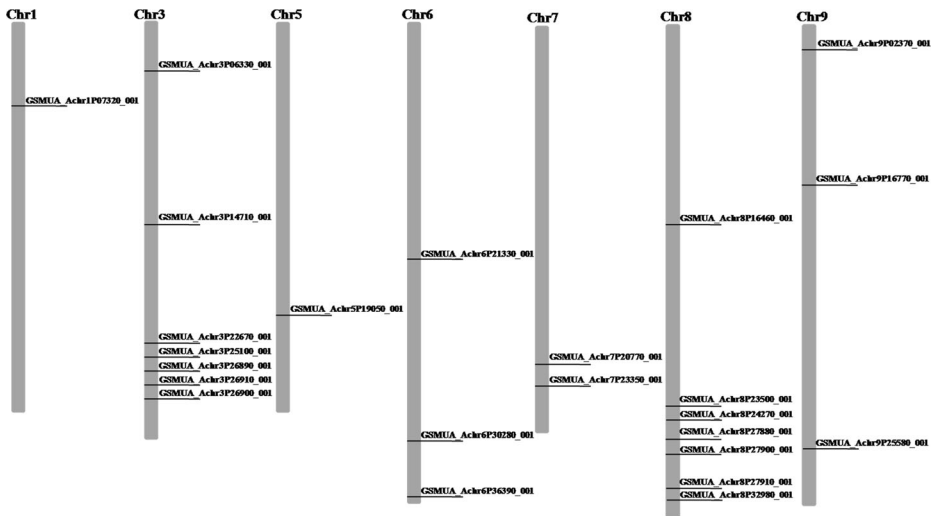 Chr1
Chr3
Chr5
Chr6
Chr7
Chr8
Chr9
GSMUA_Achr1P07320_001
GSMUA_Achr3P06330_001
GSMUA_Achr3P14710_001
GSMUA_Achr3P22670_001
GSMUA_Achr3P25100_001
GSMUA_Achr3P26890_001
GSMUA_Achr3P26910_001
GSMUA_Achr3P26900_001
GSMUA_Achr5P19050_001
GSMUA_Achr6P21330_001
GSMUA_Achr6P30280_001
GSMUA_Achr6P36390_001
GSMUA_Achr7P20770_001
GSMUA_Achr7P23350_001
GSMUA_Achr8P16460_001
GSMUA_Achr8P23500_001
GSMUA_Achr8P24270_001
GSMUA_Achr8P27880_001
GSMUA_Achr8P27900_001
GSMUA_Achr8P27910_001
GSMUA_Achr8P32980_001
GSMUA_Achr9P02370_001
GSMUA_Achr9P16770_001
GSMUA_Achr9P25580_001